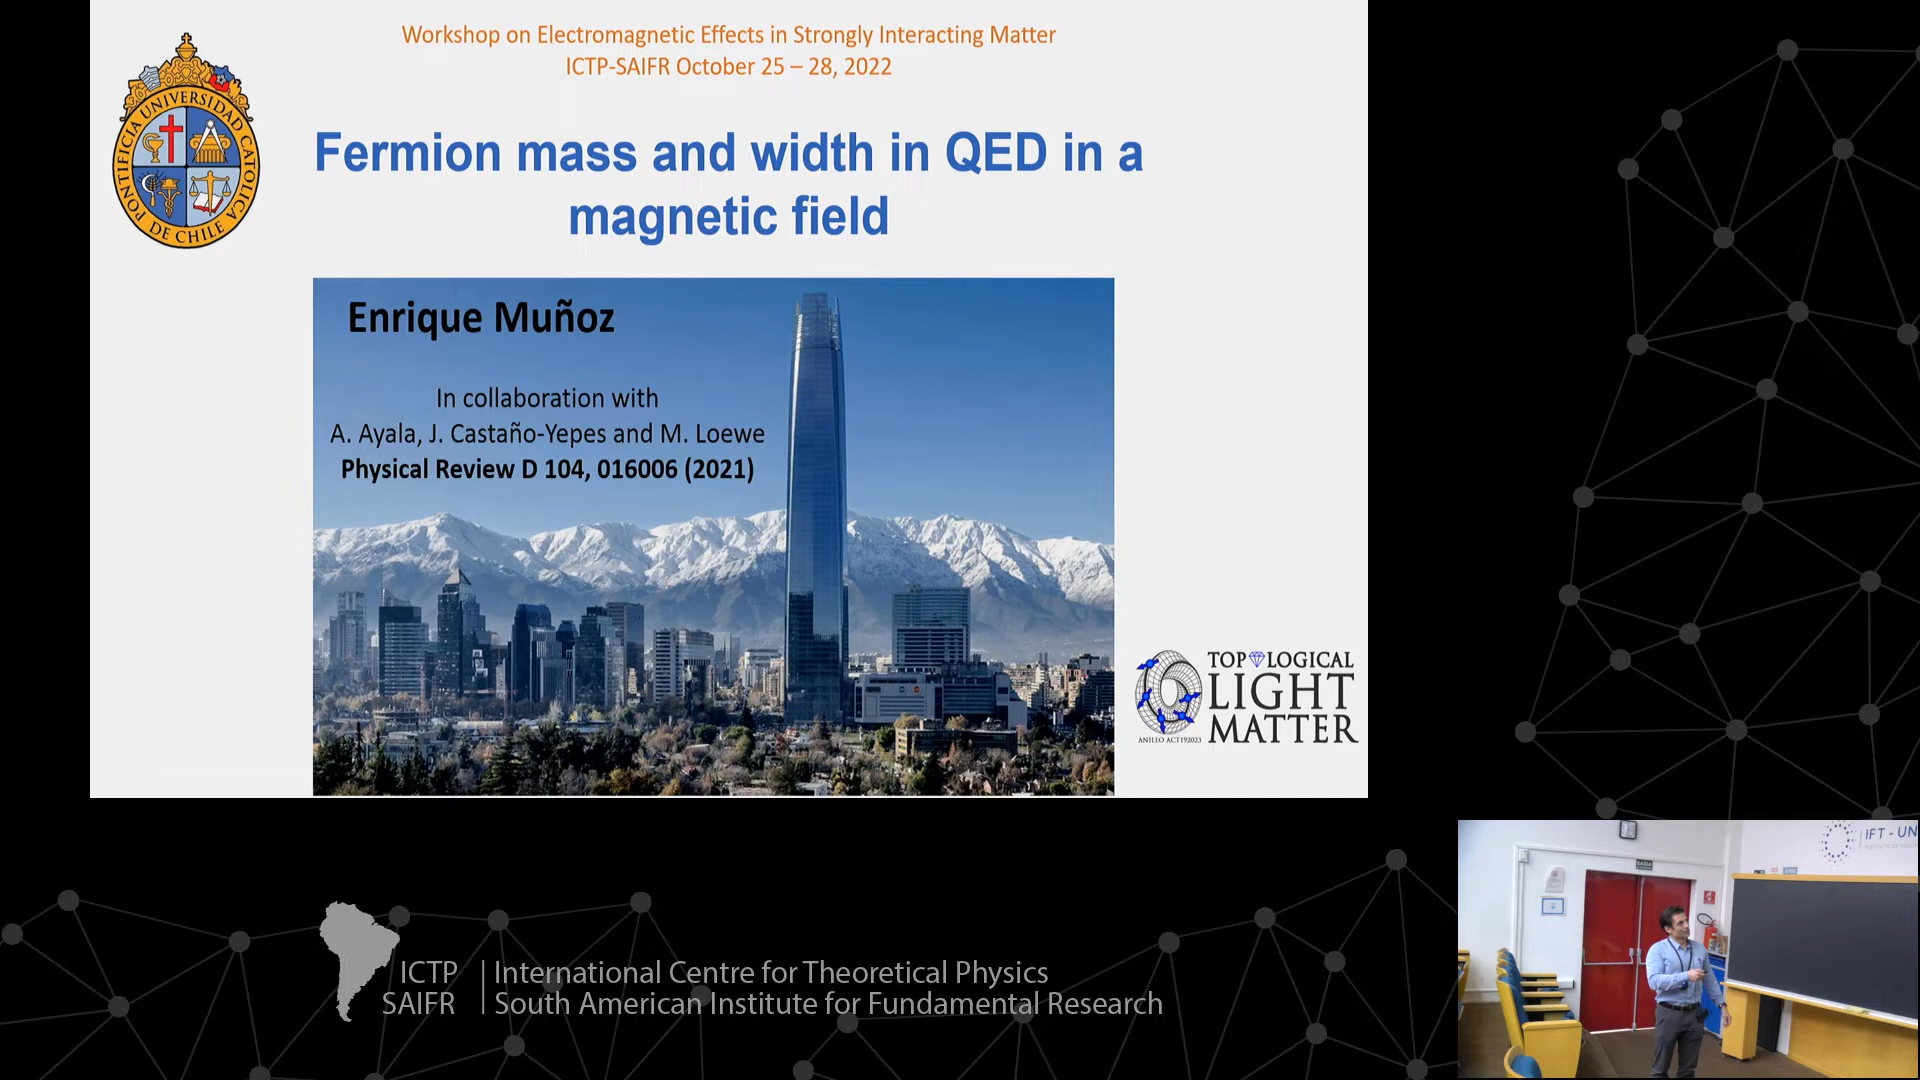 Workshop on Electromagnetic Effects in Strongly Interacting Matter
ICTP-SAIFR October 25 – 28, 2022
PONTIFICIA UNIVERSIDAD CATOLICA DE CHILE
Fermion mass and width in QED in a
magnetic field
Enrique Muñoz
In collaboration with
A. Ayala, J. Castaño-Yepes and M. Loewe
Physical Review D 104, 016006 (2021)
TOPOLOGICAL
LIGHT
MATTER
ANILLO ACT192023
IFT - UN
SAÍDA
ICTP
SAIFR
International Centre for Theoretical Physics
South American Institute for Fundamental Research